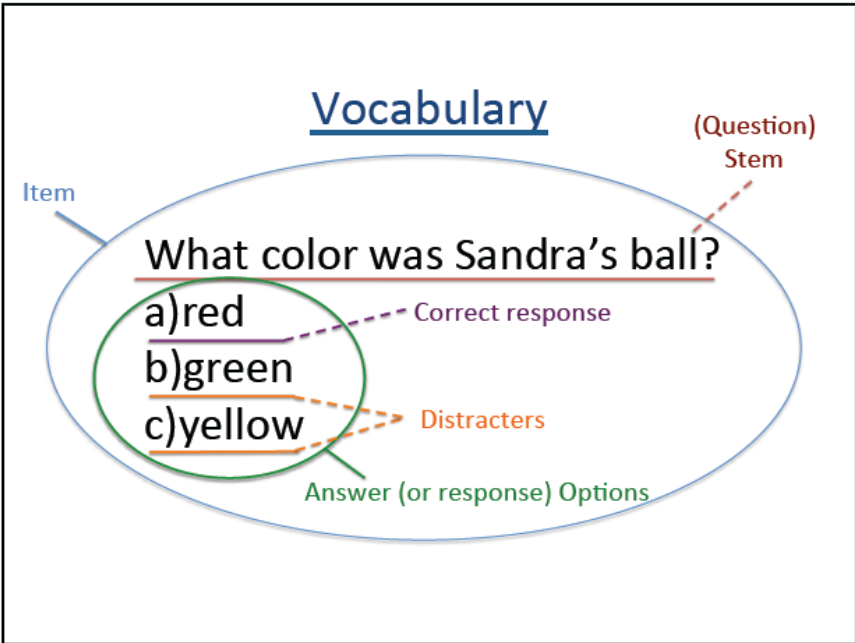 Vocabulary
(Question)
Stem
Item
What color was Sandra's ball?
a)red
Correct response
b)green
c)yellow
Distracters
Answer (or response) Options